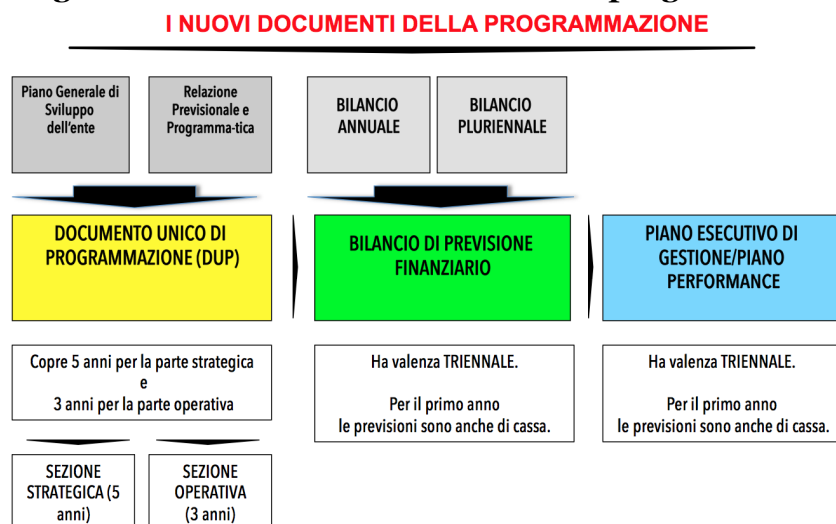 I NUOVI DOCUMENTI DELLA PROGRAMMAZIONE
Piano Generale di
Sviluppo
dell'ente
Relazione
Previsionale e
Programma-tica
BILANCIO
ANNUALE
BILANCIO
PLURIENNALE
DOCUMENTO UNICO DI
PROGRAMMAZIONE (DUP)
BILANCIO DI PREVISIONE
FINANZIARIO
PIANO ESECUTIVO DI
GESTIONE/PIANO
PERFORMANCE
Copre 5 anni per la parte strategica
e
3 anni per la parte operativa
Ha valenza TRIENNALE.
Per il primo anno
le previsioni sono anche di cassa.
Ha valenza TRIENNALE.
Per il primo anno
le previsioni sono anche di cassa.
SEZIONE
STRATEGICA (5
anni)
SEZIONE
OPERATIVA
(3 anni)